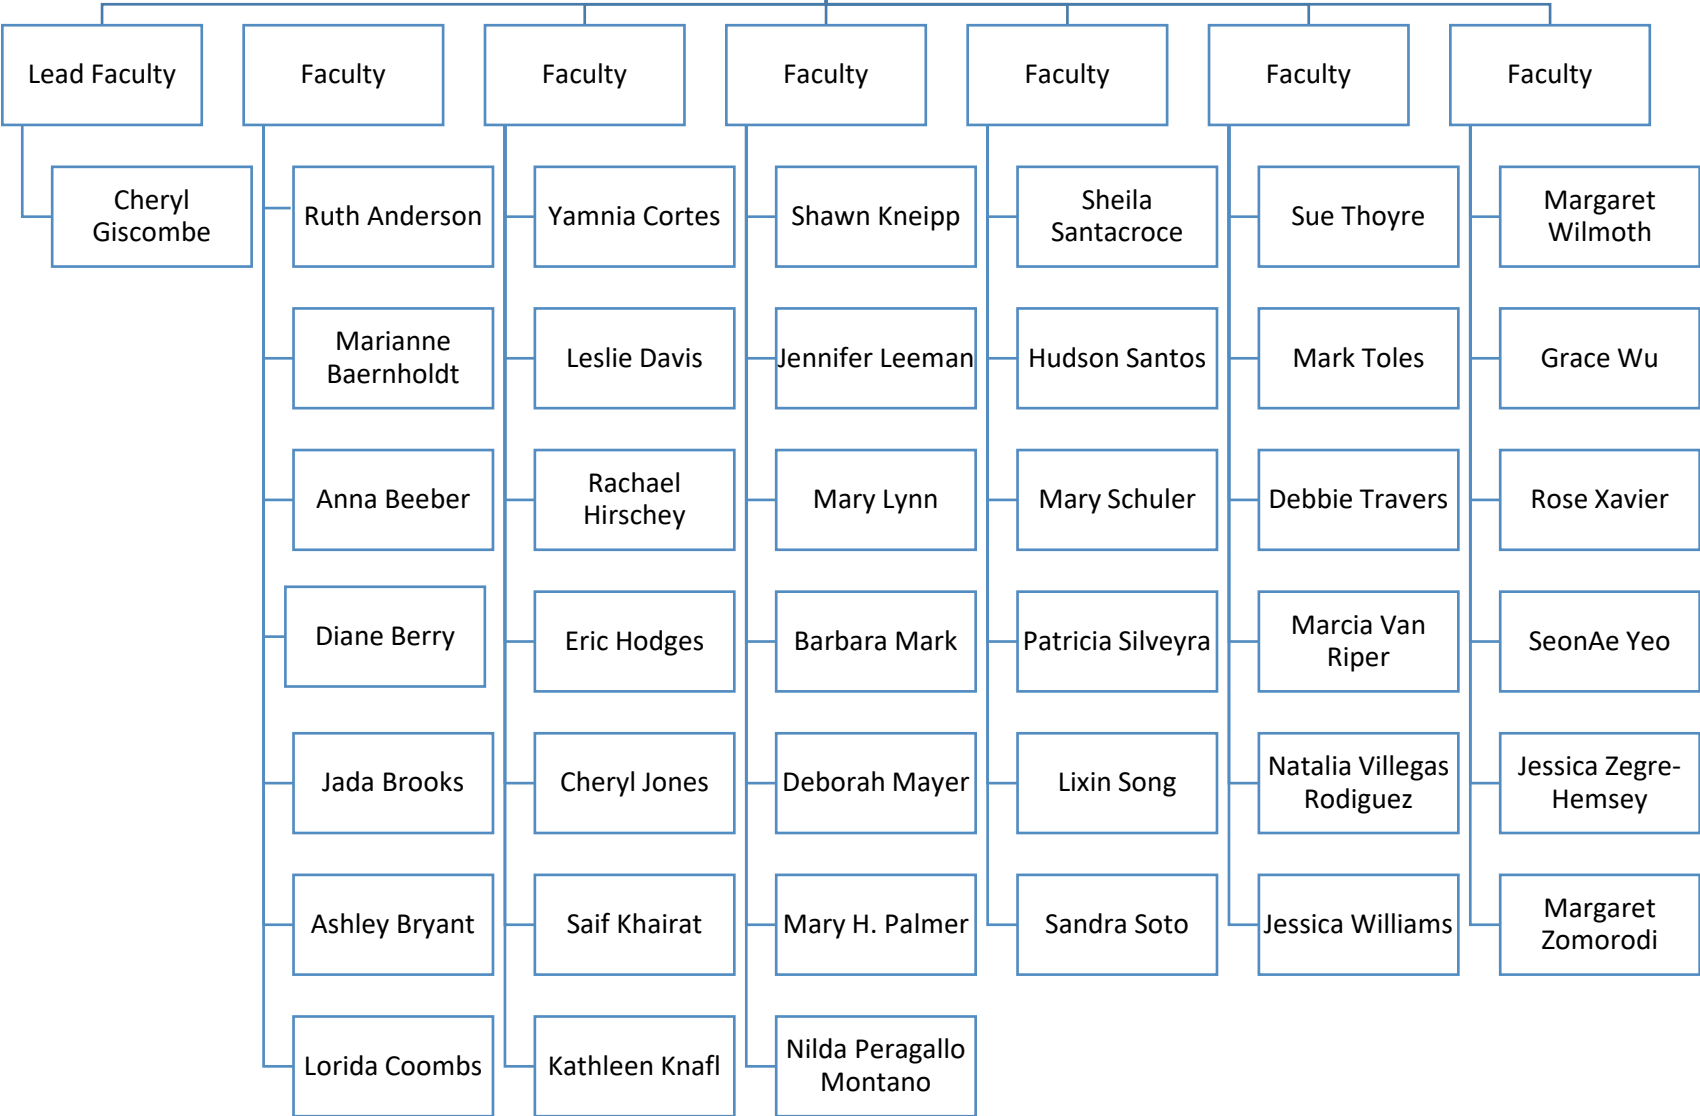 Lead Faculty
Cheryl
Giscombe
Faculty
Ruth Anderson
Marianne
Baernholdt
Anna Beeber
Diane Berry
Jada Brooks
Ashley Bryant
Lorida Coombs
Faculty
Yamnia Cortes
Leslie Davis
Rachael
Hirschey
Eric Hodges
Cheryl Jones
Saif Khairat
Kathleen Knafl
Faculty
Shawn Kneipp
Jennifer Leeman
Mary Lynn
Barbara Mark
Deborah Mayer
Mary H. Palmer
Nilda Peragallo
Montano
Faculty
Sheila
Santacroce
Hudson Santos
Mary Schuler
Patricia Silveyra
Lixin Song
Sandra Soto
Faculty
Sue Thoyre
Mark Toles
Debbie Travers
Marcia Van
Riper
Natalia Villegas
Rodiguez
Jessica Williams
Faculty
Margaret
Wilmoth
Grace Wu
Rose Xavier
SeonAe Yeo
Jessica Zegre-
Hemsey
Margaret
Zomorodi